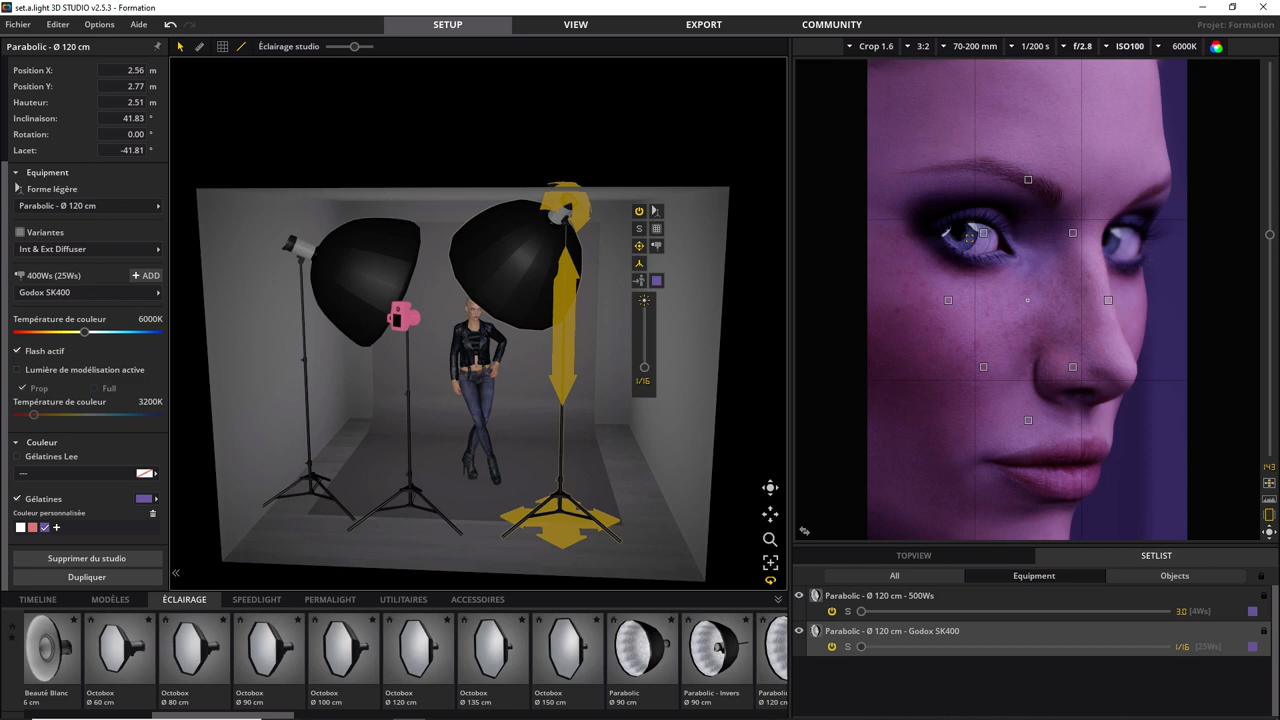 set.a.light 3D STUDIO v2.5.3 - Formation
Fichier Editer Options Aide SETUP VIEW EXPORT COMMUNITY Projet: Formation
Parabolic - Ø 120 cm
Éclairage studio
Crop 1.6 3:2 70-200 mm 1/200 s f/2.8 ISO100 6000K
Position X: 2.56 m
Position Y: 2.77 m
Hauteur: 2.51 m
Inclinaison: 41.83 °
Rotation: 0.00 °
Lacet: -41.81 °
Equipment
Forme légère
Parabolic - Ø 120 cm
Variantes
Int & Ext Diffuser
400Ws (25Ws) + ADD
Godox SK400
Température de couleur 6000K
Flash actif
Lumière de modélisation active
Prop Full
Température de couleur 3200K
Couleur
Gélatines Lee
---
Gélatines
Couleur personnalisée
Supprimer du studio
Dupliquer
S
1/16
143
TIMELINE MODÈLES ÉCLAIRAGE SPEEDLIGHT PERMALIGHT UTILITAIRES ACCESSOIRES
Beauté Blanc
5 cm
Octobox
Ø 60 cm
Octobox
Ø 80 cm
Octobox
Ø 90 cm
Octobox
Ø 100 cm
Octobox
Ø 120 cm
Octobox
Ø 135 cm
Octobox
Ø 150 cm
Parabolic
Ø 90 cm
Parabolic - Invers
Ø 90 cm
Parabolic
Ø 120 cm
TOPVIEW SETLIST
All Equipment Objects
Parabolic - Ø 120 cm - 500Ws
S 3.0 [4Ws]
Parabolic - Ø 120 cm - Godox SK400
S 1/16 [25Ws]